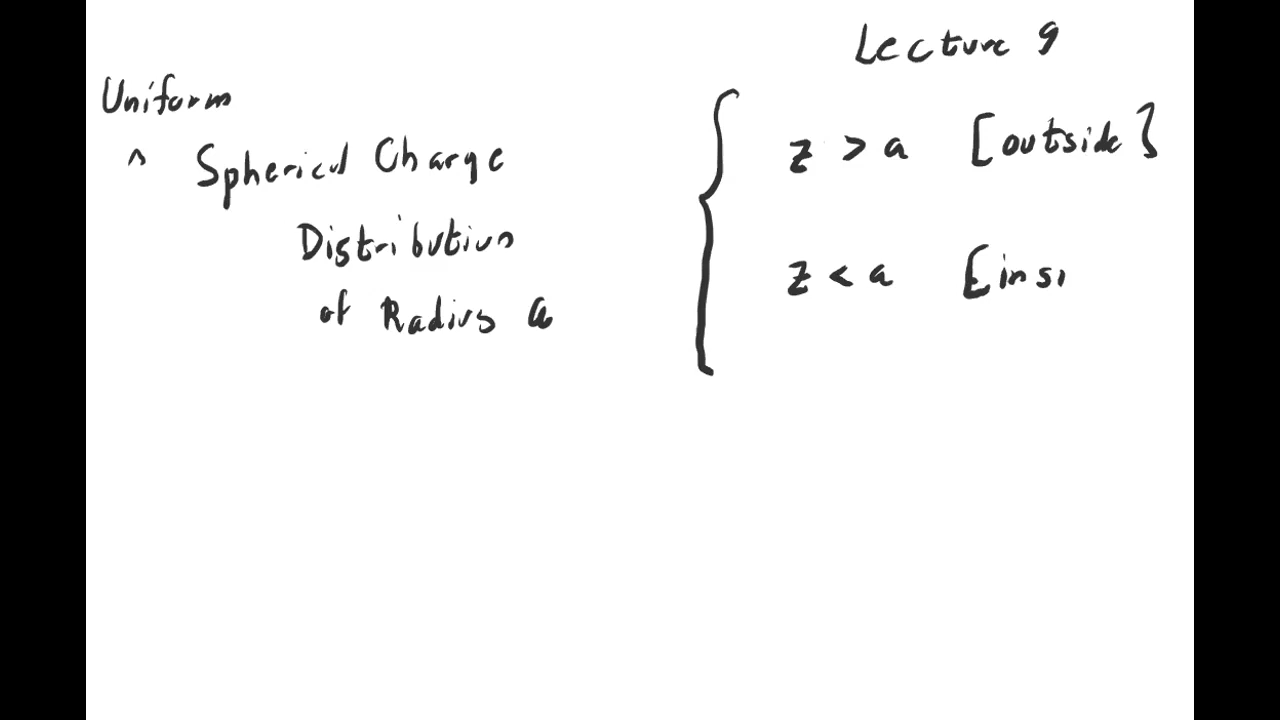 Lecture 9
Uniform
^ Spherical Charge
Distribution
of Radius a
z > a [outside}
z < a [insi